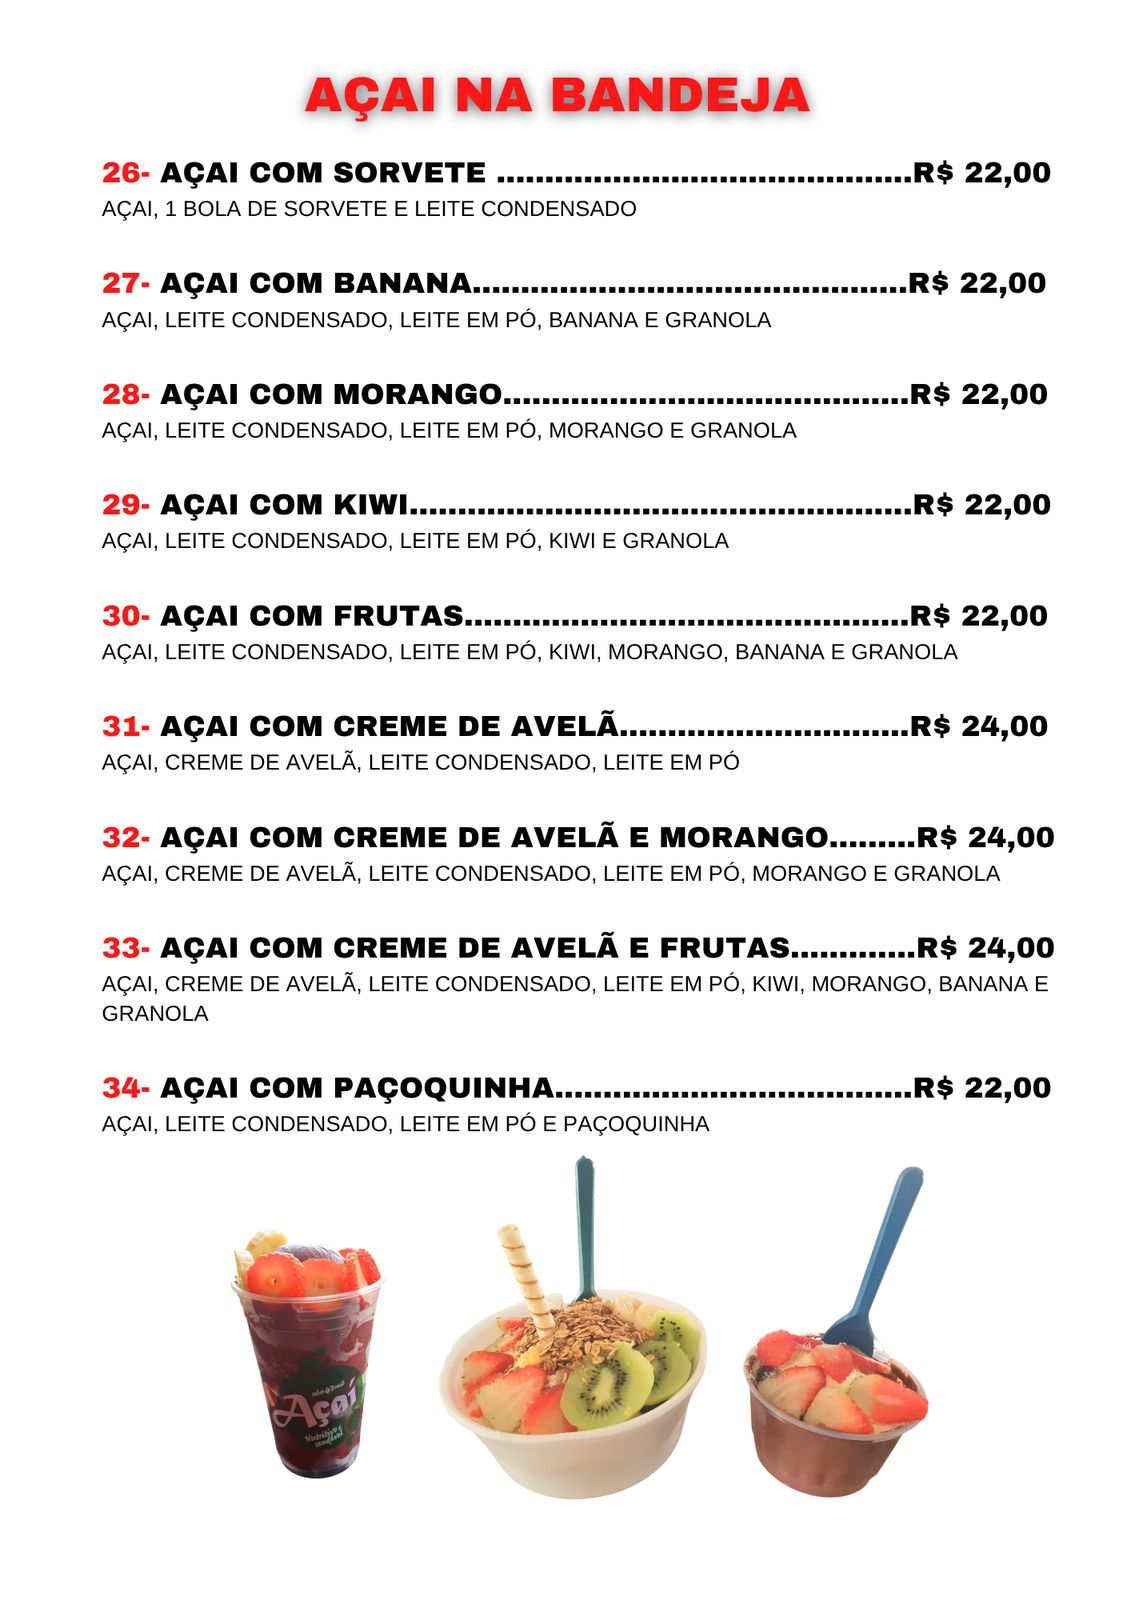 AÇAI NA BANDEJA
26- AÇAI COM SORVETE ...........................................R$ 22,00
AÇAI, 1 BOLA DE SORVETE E LEITE CONDENSADO
27- AÇAI COM BANANA.............................................R$ 22,00
AÇAI, LEITE CONDENSADO, LEITE EM PÓ, BANANA E GRANOLA
28- AÇAI COM MORANGO..........................................R$ 22,00
AÇAI, LEITE CONDENSADO, LEITE EM PÓ, MORANGO E GRANOLA
29- AÇAI COM KIWI....................................................R$ 22,00
AÇAI, LEITE CONDENSADO, LEITE EM PÓ, KIWI E GRANOLA
30- AÇAI COM FRUTAS..............................................R$ 22,00
AÇAI, LEITE CONDENSADO, LEITE EM PÓ, KIWI, MORANGO, BANANA E GRANOLA
31- AÇAI COM CREME DE AVELÃ..............................R$ 24,00
AÇAI, CREME DE AVELÃ, LEITE CONDENSADO, LEITE EM PÓ
32- AÇAI COM CREME DE AVELÃ E MORANGO.........R$ 24,00
AÇAI, CREME DE AVELÃ, LEITE CONDENSADO, LEITE EM PÓ, MORANGO E GRANOLA
33- AÇAI COM CREME DE AVELÃ E FRUTAS.............R$ 24,00
AÇAI, CREME DE AVELÃ, LEITE CONDENSADO, LEITE EM PÓ, KIWI, MORANGO, BANANA E
GRANOLA
34- AÇAI COM PAÇOQUINHA.....................................R$ 22,00
AÇAI, LEITE CONDENSADO, LEITE EM PÓ E PAÇOQUINHA
Açaí
Nutritivo e
saudável